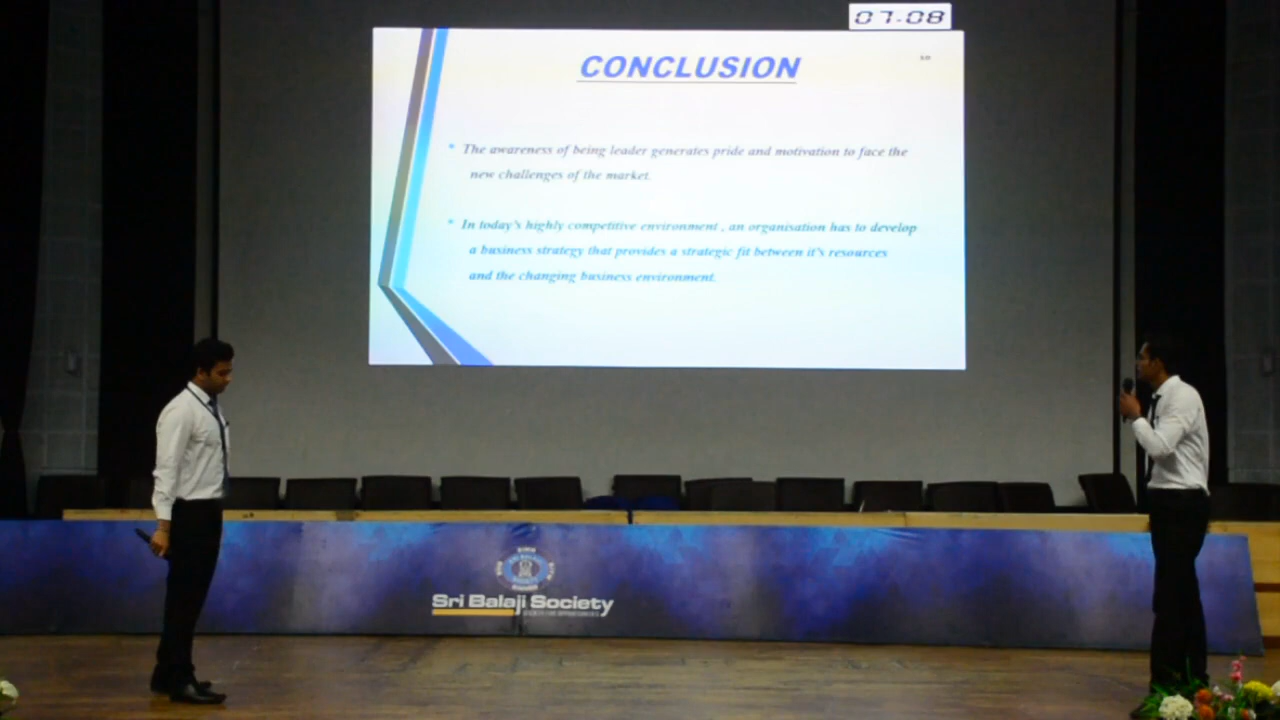 07-08
CONCLUSION
* The awareness of being leader generates pride and motivation to face the
new challenges of the market.
* In today's highly competitive environment , an organisation has to develop
a business strategy that provides a strategic fit between it's resources
and the changing business environment.
Sri Balaji Society